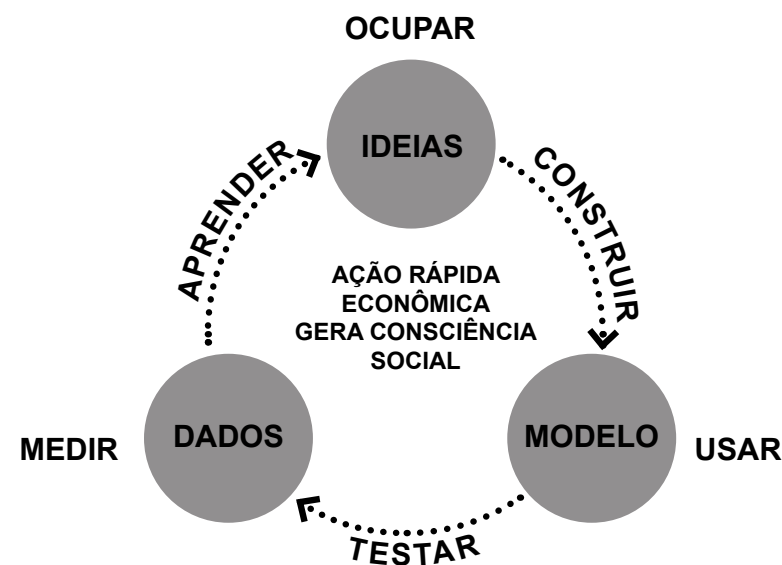 OCUPAR
IDEIAS
APRENDER
CONSTRUIR
AÇÃO RÁPIDA
ECONÔMICA
GERA CONSCIÊNCIA
SOCIAL
MEDIR
DADOS
MODELO
USAR
TESTAR